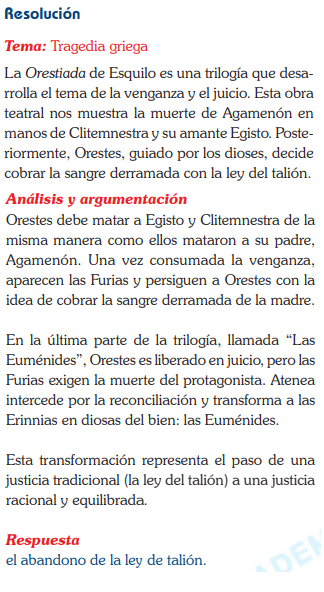 Resolución
Tema: Tragedia griega
La Orestiada de Esquilo es una trilogía que desa-
rrolla el tema de la venganza y el juicio. Esta obra
teatral nos muestra la muerte de Agamenón en
manos de Clitemnestra y su amante Egisto. Poste-
riormente, Orestes, guiado por los dioses, decide
cobrar la sangre derramada con la ley del talión.
Análisis y argumentación
Orestes debe matar a Egisto y Clitemnestra de la
misma manera como ellos mataron a su padre,
Agamenón. Una vez consumada la venganza,
aparecen las Furias y persiguen a Orestes con la
idea de cobrar la sangre derramada de la madre.
En la última parte de la trilogía, llamada “Las
Euménides”, Orestes es liberado en juicio, pero las
Furias exigen la muerte del protagonista. Atenea
intercede por la reconciliación y transforma a las
Erinnias en diosas del bien: las Euménides.
Esta transformación representa el paso de una
justicia tradicional (la ley del talión) a una justicia
racional y equilibrada.
Respuesta
el abandono de la ley de talión.